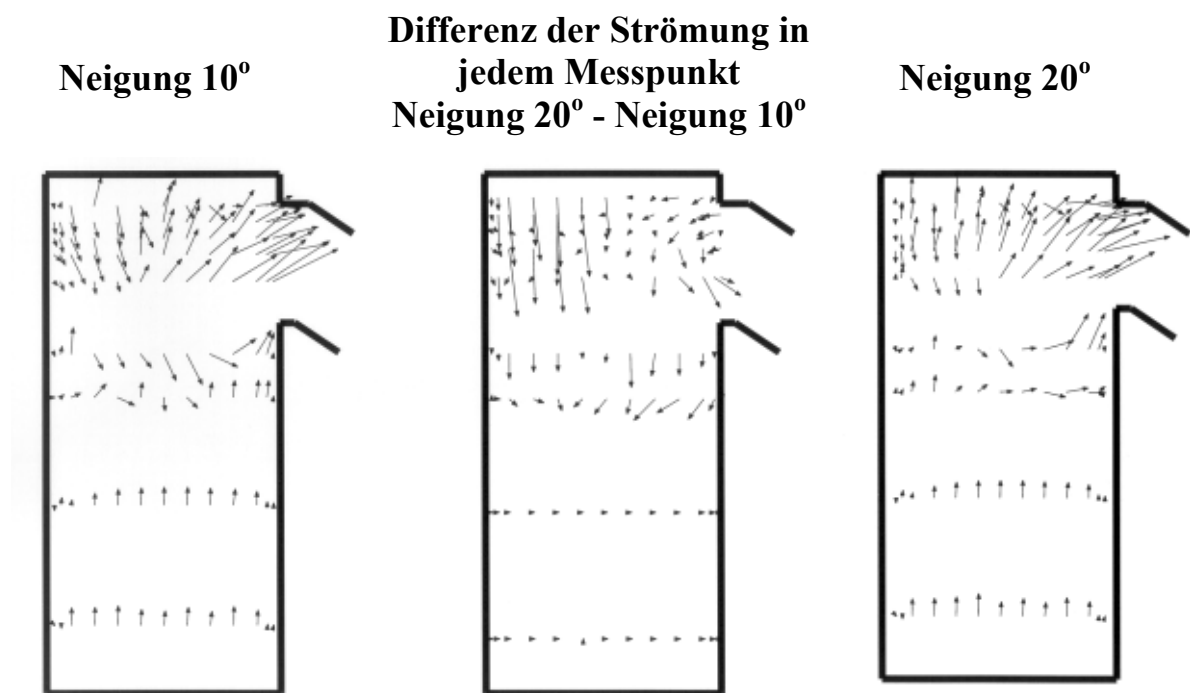 Neigung 10°
Differenz der Strömung in
jedem Messpunkt
Neigung 20° - Neigung 10°
Neigung 20°